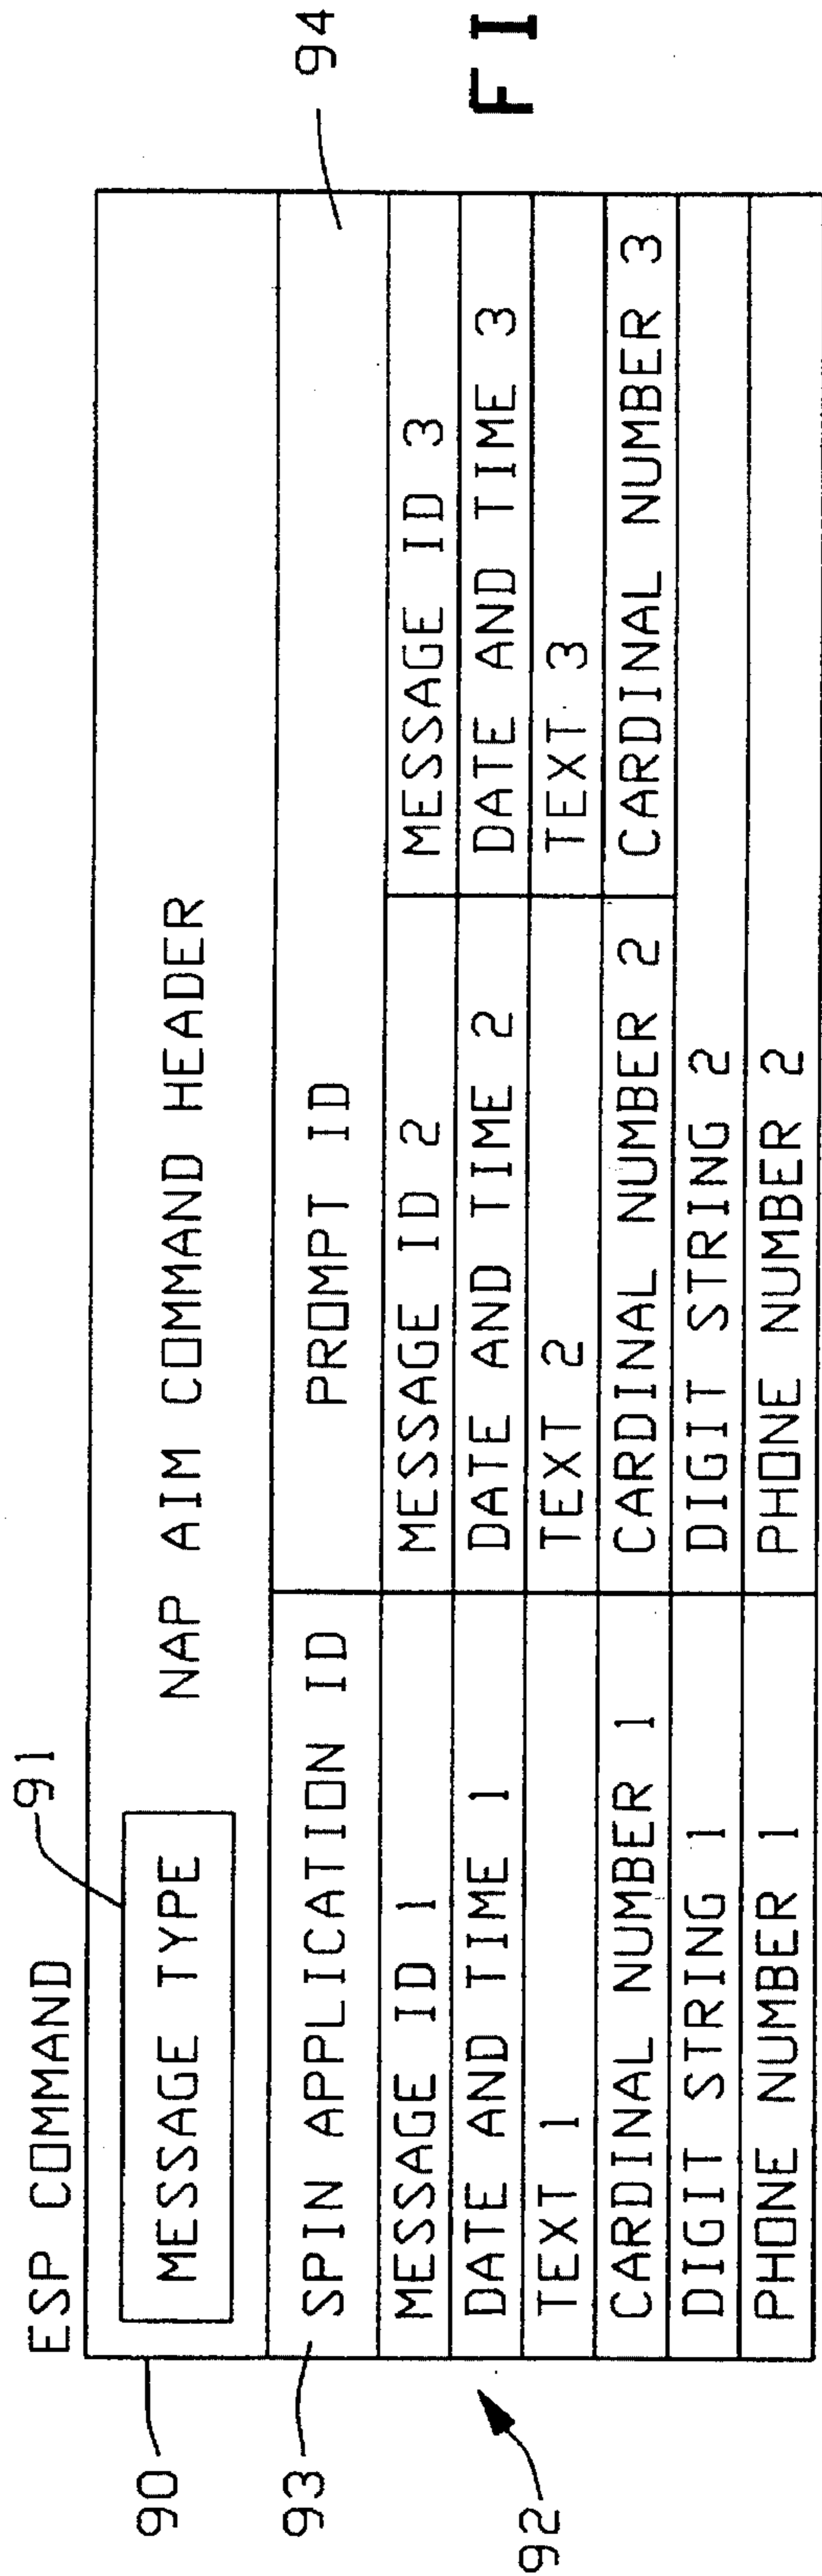 ESP COMMAND
91
90
MESSAGE TYPE NAP AIM COMMAND HEADER
93
SPIN APPLICATION ID PROMPT ID
94
92
MESSAGE ID 1 MESSAGE ID 2 MESSAGE ID 3
DATE AND TIME 1 DATE AND TIME 2 DATE AND TIME 3
TEXT 1 TEXT 2 TEXT 3
CARDINAL NUMBER 1 CARDINAL NUMBER 2 CARDINAL NUMBER 3
DIGIT STRING 1 DIGIT STRING 2
PHONE NUMBER 1 PHONE NUMBER 2
FI